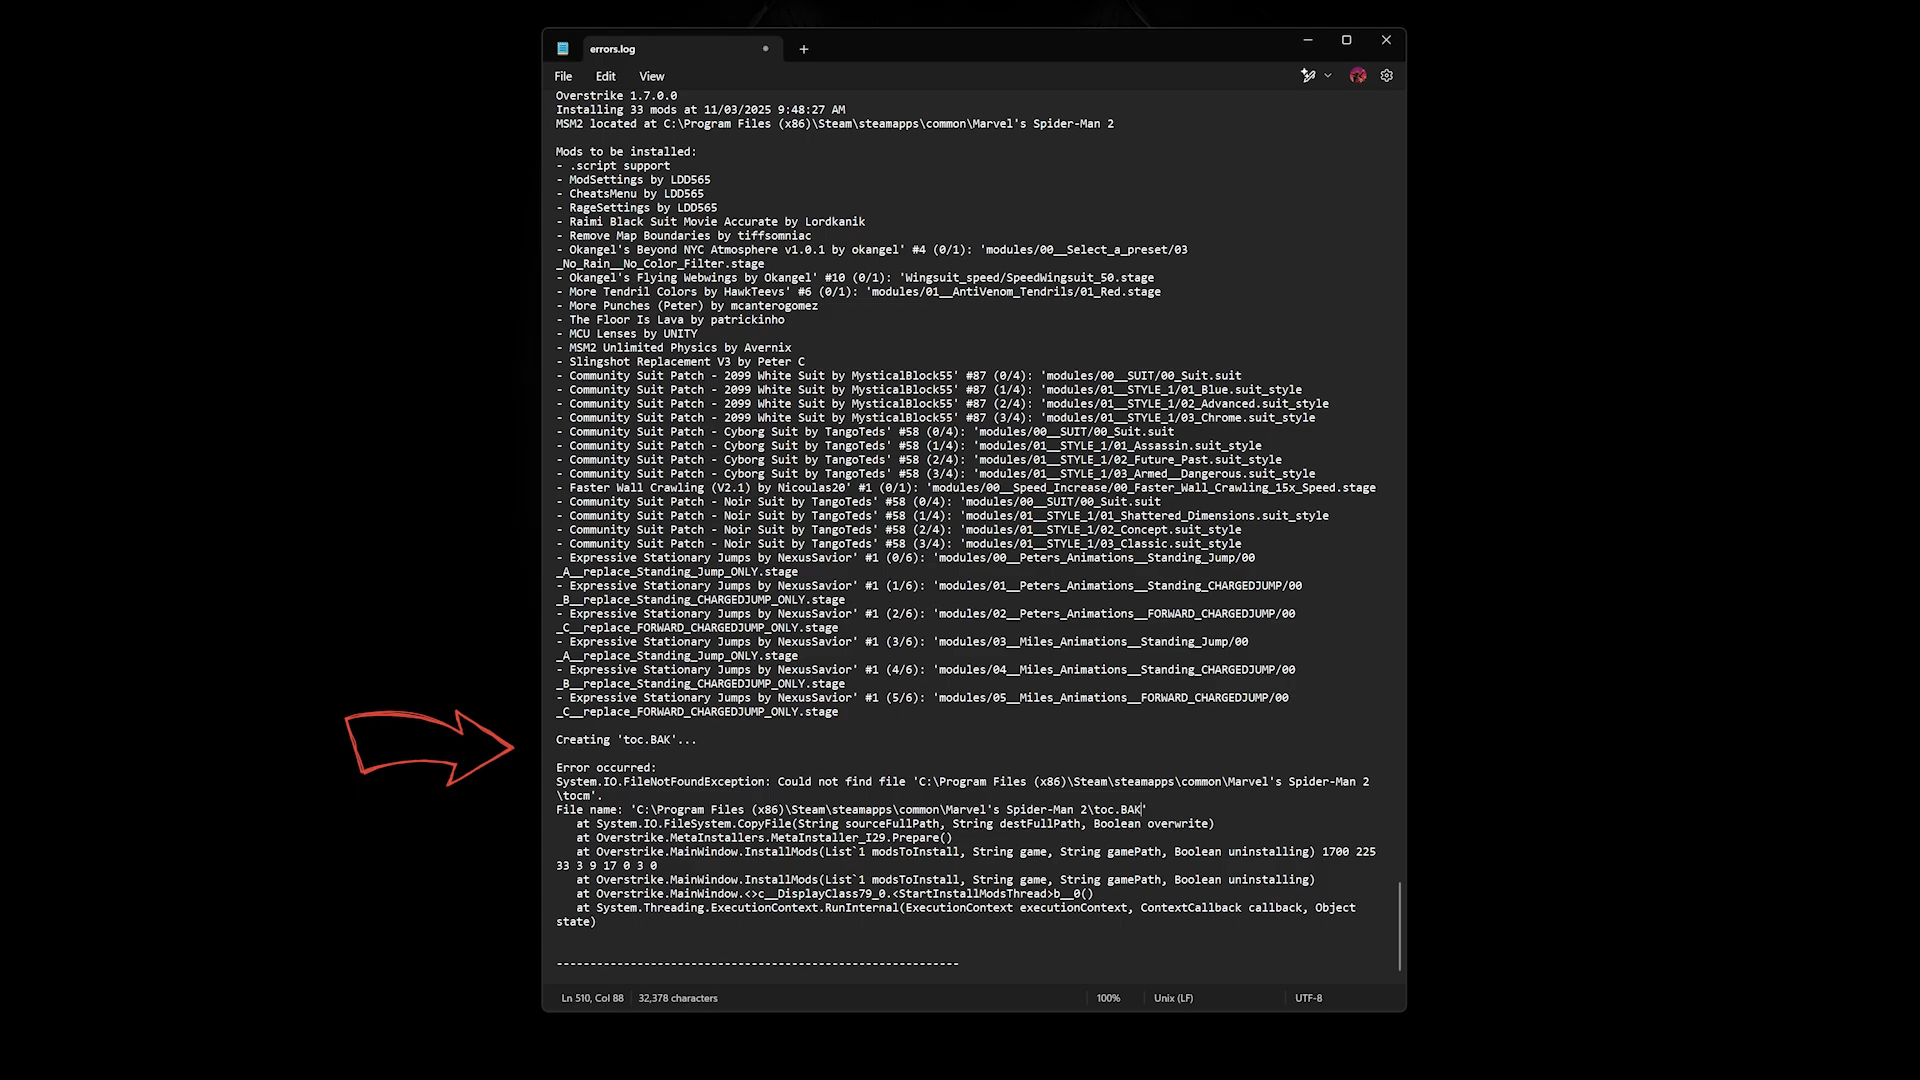 errors.log
File Edit View
Overstrike 1.7.0.0
Installing 33 mods at 11/03/2025 9:48:27 AM
MSM2 located at C:\Program Files (x86)\Steam\steamapps\common\Marvel's Spider-Man 2
Mods to be installed:
- .script support
- ModSettings by LDD565
- CheatsMenu by LDD565
- RageSettings by LDD565
- Raimi Black Suit Movie Accurate by Lordkanik
- Remove Map Boundaries by tiffsomniac
- Okangel's Beyond NYC Atmosphere v1.0.1 by okangel' #4 (0/1): 'modules/00__Select_a_preset/03
_No_Rain__No_Color_Filter.stage
- Okangel's Flying Webwings by Okangel' #10 (0/1): 'Wingsuit_speed/SpeedWingsuit_50.stage
- More Tendril Colors by HawkTeevs' #6 (0/1): 'modules/01__AntiVenom_Tendrils/01_Red.stage
- More Punches (Peter) by mcanterogomez
- The Floor Is Lava by patrickinho
- MCU Lenses by UNITY
- MSM2 Unlimited Physics by Avernix
- Slingshot Replacement V3 by Peter C
- Community Suit Patch - 2099 White Suit by MysticalBlock55' #87 (0/4): 'modules/00__SUIT/00_Suit.suit
- Community Suit Patch - 2099 White Suit by MysticalBlock55' #87 (1/4): 'modules/01__STYLE_1/01_Blue.suit_style
- Community Suit Patch - 2099 White Suit by MysticalBlock55' #87 (2/4): 'modules/01__STYLE_1/02_Advanced.suit_style
- Community Suit Patch - 2099 White Suit by MysticalBlock55' #87 (3/4): 'modules/01__STYLE_1/03_Chrome.suit_style
- Community Suit Patch - Cyborg Suit by TangoTeds' #58 (0/4): 'modules/00__SUIT/00_Suit.suit
- Community Suit Patch - Cyborg Suit by TangoTeds' #58 (1/4): 'modules/01__STYLE_1/01_Assassin.suit_style
- Community Suit Patch - Cyborg Suit by TangoTeds' #58 (2/4): 'modules/01__STYLE_1/02_Future_Past.suit_style
- Community Suit Patch - Cyborg Suit by TangoTeds' #58 (3/4): 'modules/01__STYLE_1/03_Armed__Dangerous.suit_style
- Faster Wall Crawling (V2.1) by Nicoulas20' #1 (0/1): 'modules/00__Speed_Increase/00_Faster_Wall_Crawling_15x_Speed.stage
- Community Suit Patch - Noir Suit by TangoTeds' #58 (0/4): 'modules/00__SUIT/00_Suit.suit
- Community Suit Patch - Noir Suit by TangoTeds' #58 (1/4): 'modules/01__STYLE_1/01_Shattered_Dimensions.suit_style
- Community Suit Patch - Noir Suit by TangoTeds' #58 (2/4): 'modules/01__STYLE_1/02_Concept.suit_style
- Community Suit Patch - Noir Suit by TangoTeds' #58 (3/4): 'modules/01__STYLE_1/03_Classic.suit_style
- Expressive Stationary Jumps by NexusSavior' #1 (0/6): 'modules/00__Peters_Animations__Standing_Jump/00
_A__replace_Standing_Jump_ONLY.stage
- Expressive Stationary Jumps by NexusSavior' #1 (1/6): 'modules/01__Peters_Animations__Standing_CHARGEDJUMP/00
_B__replace_Standing_CHARGEDJUMP_ONLY.stage
- Expressive Stationary Jumps by NexusSavior' #1 (2/6): 'modules/02__Peters_Animations__FORWARD_CHARGEDJUMP/00
_C__replace_FORWARD_CHARGEDJUMP_ONLY.stage
- Expressive Stationary Jumps by NexusSavior' #1 (3/6): 'modules/03__Miles_Animations__Standing_Jump/00
_A__replace_Standing_Jump_ONLY.stage
- Expressive Stationary Jumps by NexusSavior' #1 (4/6): 'modules/04__Miles_Animations__Standing_CHARGEDJUMP/00
_B__replace_Standing_CHARGEDJUMP_ONLY.stage
- Expressive Stationary Jumps by NexusSavior' #1 (5/6): 'modules/05__Miles_Animations__FORWARD_CHARGEDJUMP/00
_C__replace_FORWARD_CHARGEDJUMP_ONLY.stage
Creating 'toc.BAK'...
Error occurred:
System.IO.FileNotFoundException: Could not find file 'C:\Program Files (x86)\Steam\steamapps\common\Marvel's Spider-Man 2
\tocm'.
File name: 'C:\Program Files (x86)\Steam\steamapps\common\Marvel's Spider-Man 2\toc.BAK'
at System.IO.FileSystem.CopyFile(String sourceFullPath, String destFullPath, Boolean overwrite)
at Overstrike.MetaInstallers.MetaInstaller_I29.Prepare()
at Overstrike.MainWindow.InstallMods(List`1 modsToInstall, String game, String gamePath, Boolean uninstalling) 1700 225
33 3 9 17 0 3 0
at Overstrike.MainWindow.InstallMods(List`1 modsToInstall, String game, String gamePath, Boolean uninstalling)
at Overstrike.MainWindow.<>c__DisplayClass79_0.<StartInstallModsThread>b__0()
at System.Threading.ExecutionContext.RunInternal(ExecutionContext executionContext, ContextCallback callback, Object
state)
------------------------------------------------------------
Ln 510, Col 88 32,378 characters 100% Unix (LF) UTF-8